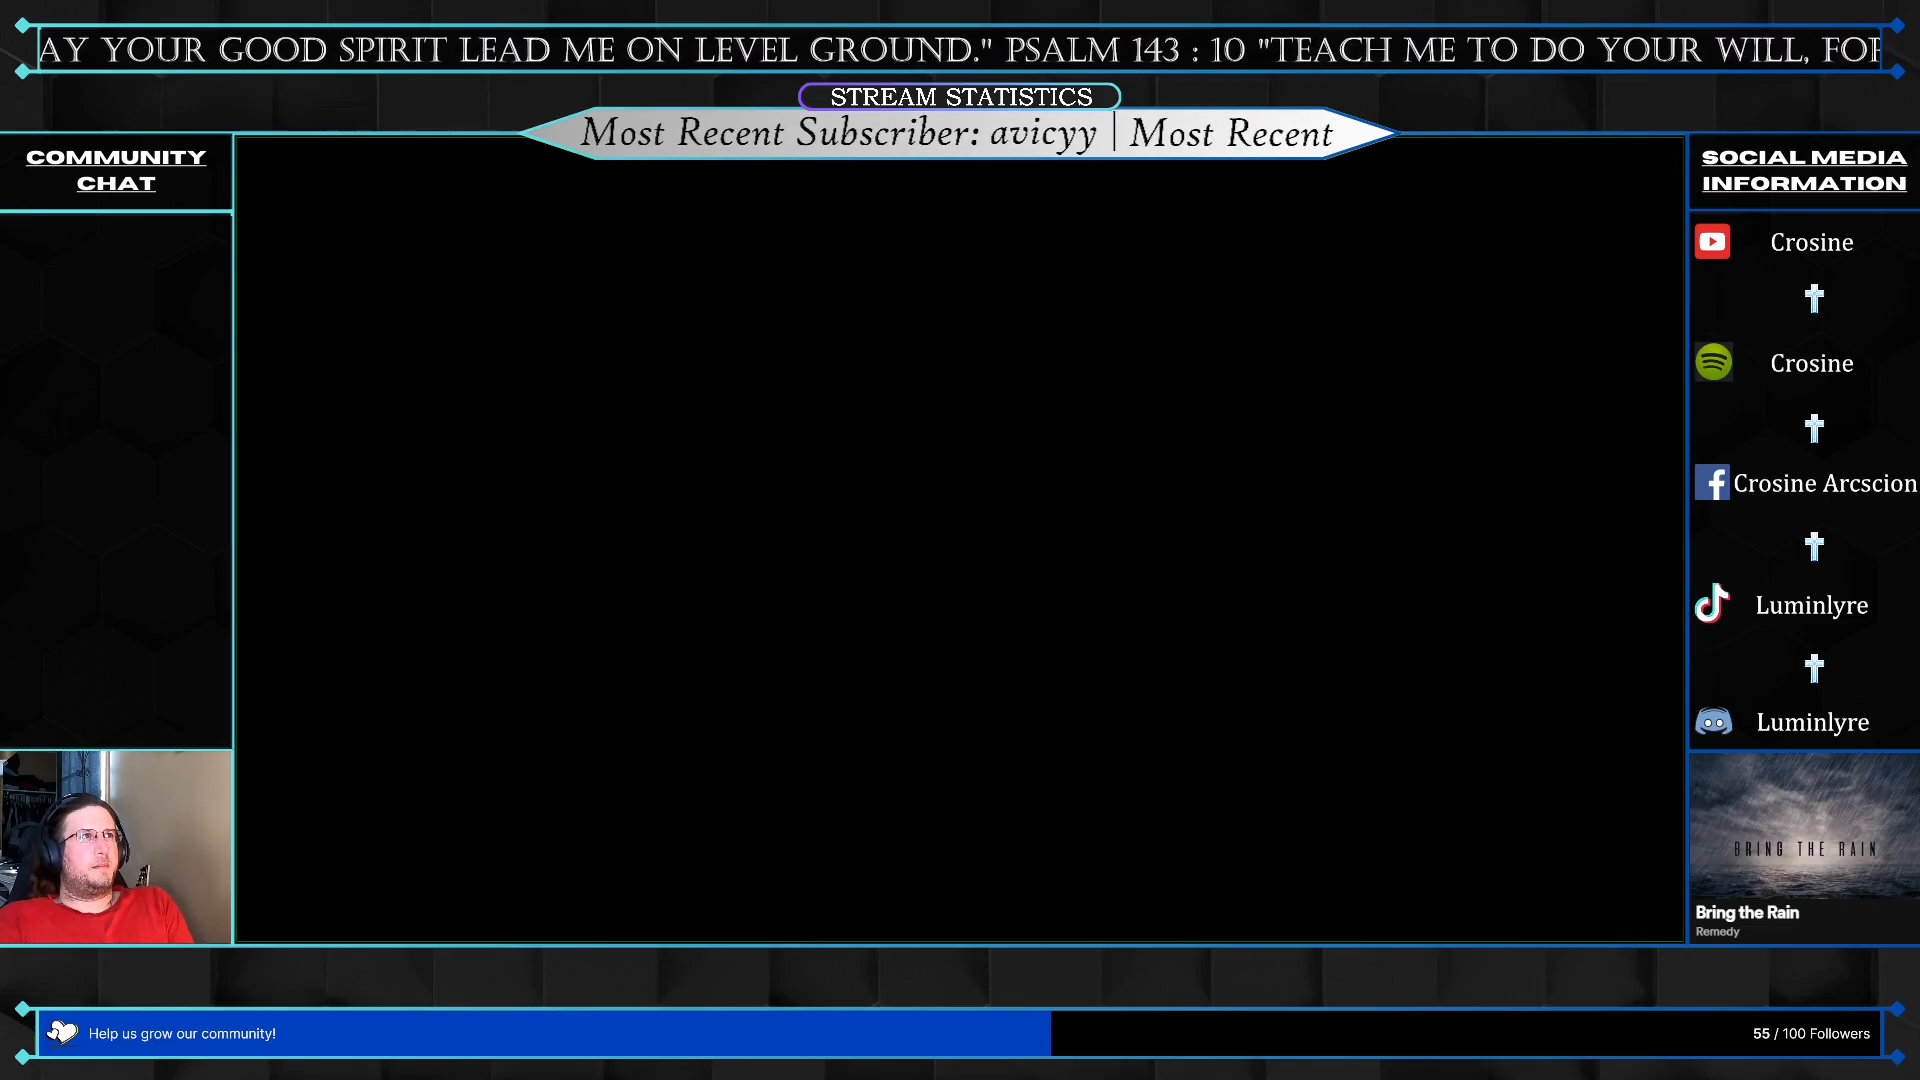 AY YOUR GOOD SPIRIT LEAD ME ON LEVEL GROUND." PSALM 143 : 10 "TEACH ME TO DO YOUR WILL, FOR
STREAM STATISTICS
Most Recent Subscriber: avicyy | Most Recent
COMMUNITY
CHAT
SOCIAL MEDIA
INFORMATION
Crosine
Crosine
Crosine Arcscion
Luminlyre
Luminlyre
BRING THE RAIN
Bring the Rain
Remedy
Help us grow our community!
55 / 100 Followers